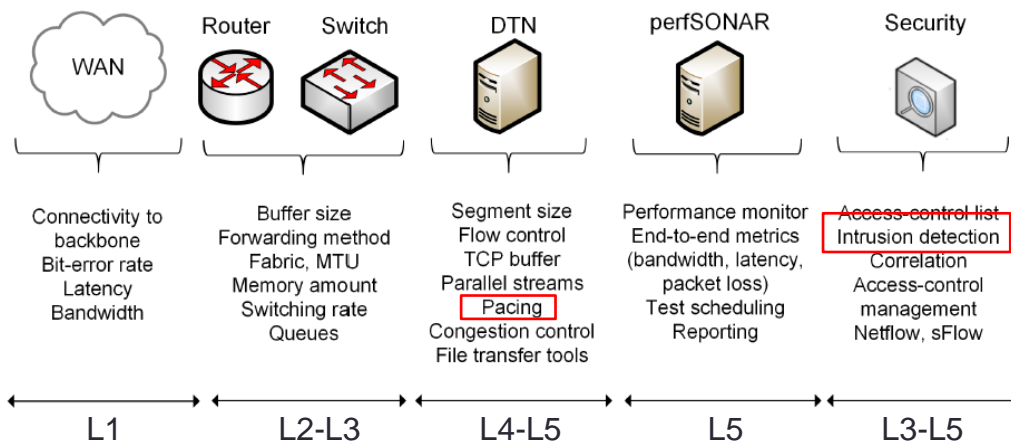 WAN
Router
Switch
DTN
perfSONAR
Security
Connectivity to
backbone
Bit-error rate
Latency
Bandwidth
Buffer size
Forwarding method
Fabric, MTU
Memory amount
Switching rate
Queues
Segment size
Flow control
TCP buffer
Parallel streams
Pacing
Congestion control
File transfer tools
Performance monitor
End-to-end metrics
(bandwidth, latency,
packet loss)
Test scheduling
Reporting
Access-control list
Intrusion detection
Correlation
Access-control
management
Netflow, sFlow
L1
L2-L3
L4-L5
L5
L3-L5